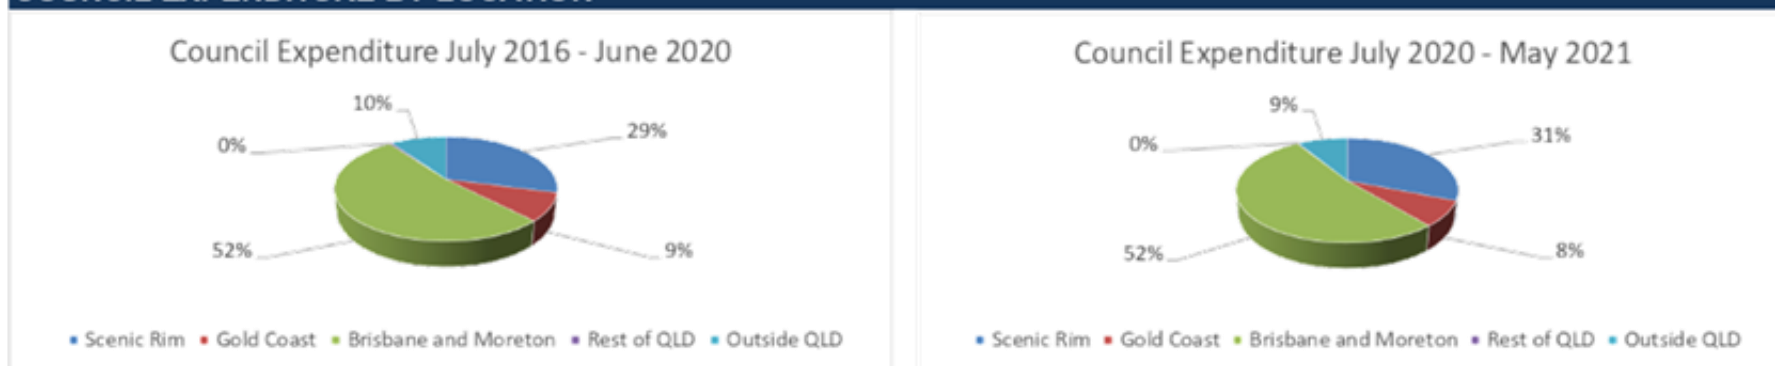 Council Expenditure July 2016 - June 2020
10%
29%
0%
52%
9%
Scenic Rim Gold Coast Brisbane and Moreton Rest of QLD Outside QLD
Council Expenditure July 2020 - May 2021
9%
31%
0%
52%
8%
Scenic Rim Gold Coast Brisbane and Moreton Rest of QLD Outside QLD